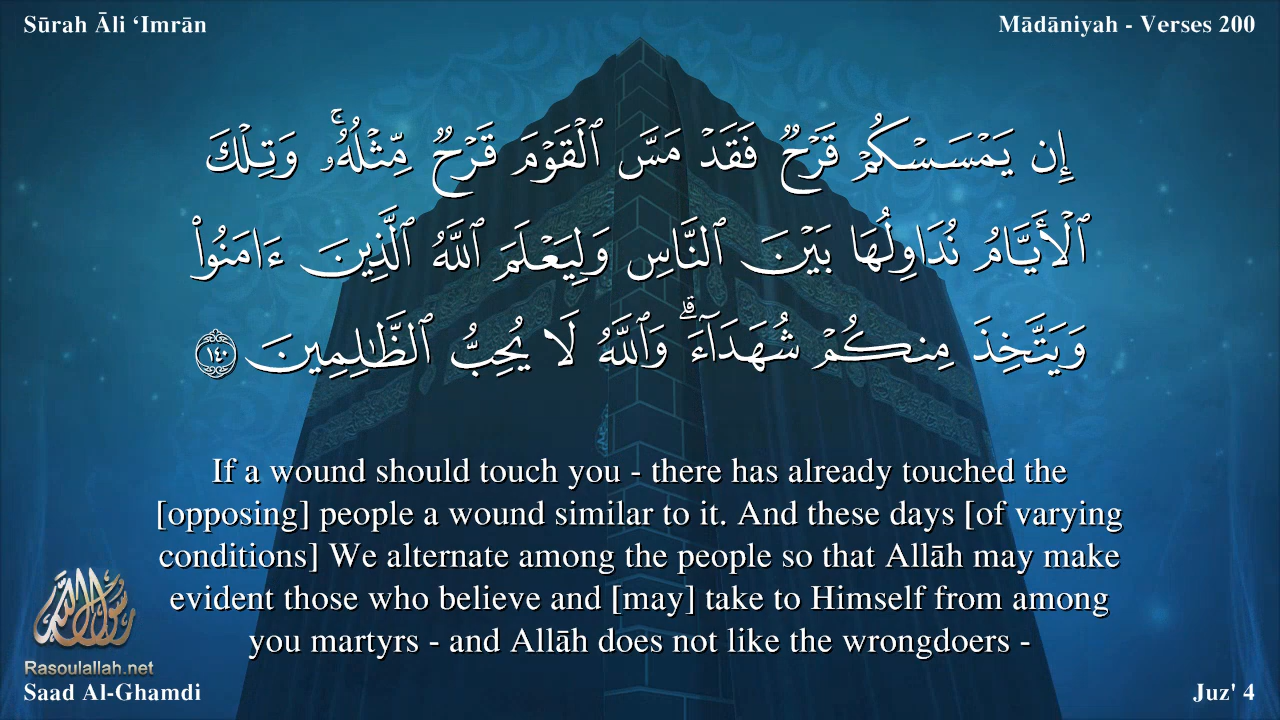 Sūrah Āli ‘Imrān
Mādāniyah - Verses 200
إِن يَمْسَسْكُمْ قَرْحٌ فَقَدْ مَسَّ ٱلْقَوْمَ قَرْحٌ مِّثْلُهُۥ ۚ وَتِلْكَ
ٱلْأَيَّامُ نُدَاوِلُهَا بَيْنَ ٱلنَّاسِ وَلِيَعْلَمَ ٱللَّهُ ٱلَّذِينَ ءَامَنُوا۟
وَيَتَّخِذَ مِنكُمْ شُهَدَآءَ ۗ وَٱللَّهُ لَا يُحِبُّ ٱلظَّـٰلِمِينَ ١٤٠
If a wound should touch you - there has already touched the
[opposing] people a wound similar to it. And these days [of varying
conditions] We alternate among the people so that Allāh may make
evident those who believe and [may] take to Himself from among
you martyrs - and Allāh does not like the wrongdoers -
رسول الله
Rasoulallah.net
Saad Al-Ghamdi
Juz' 4